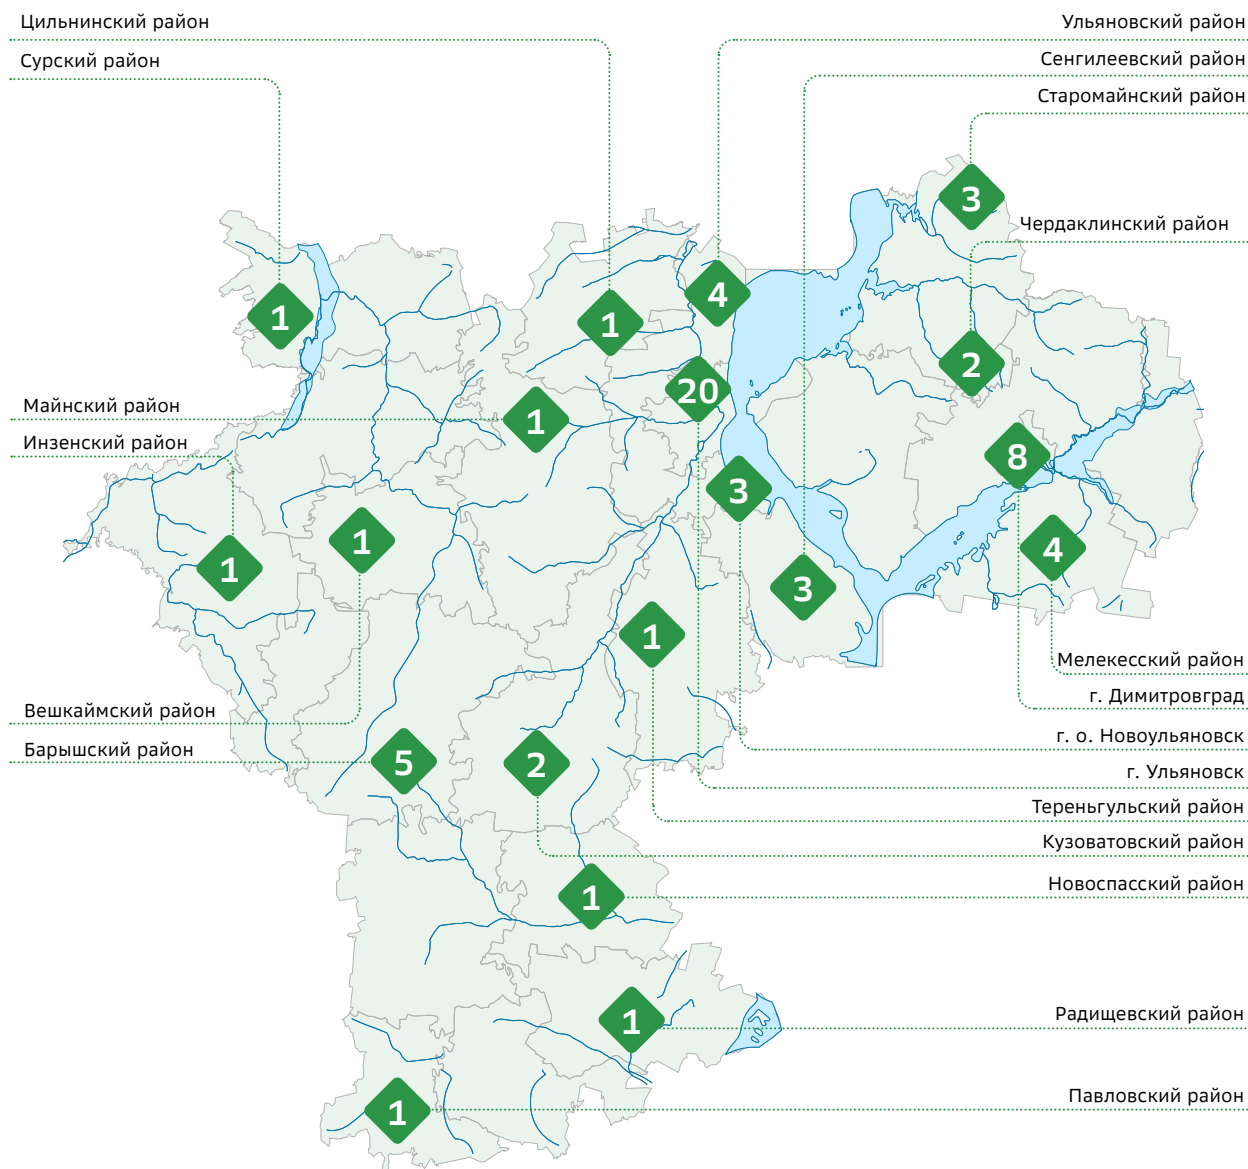 Цильнинский район
Ульяновский район
Сурский район
Сенгилеевский район
Старомайнский район
3
Чердаклинский район
4
1
1
2
20
Майнский район
1
Инзенский район
8
3
1
4
1
3
1
Мелекесский район
г. Димитровград
Вешкаймский район
г. о. Новоульяновск
Барышский район
5
2
г. Ульяновск
Тереньгульский район
Кузоватовский район
Новоспасский район
1
Радищевский район
1
Павловский район
1